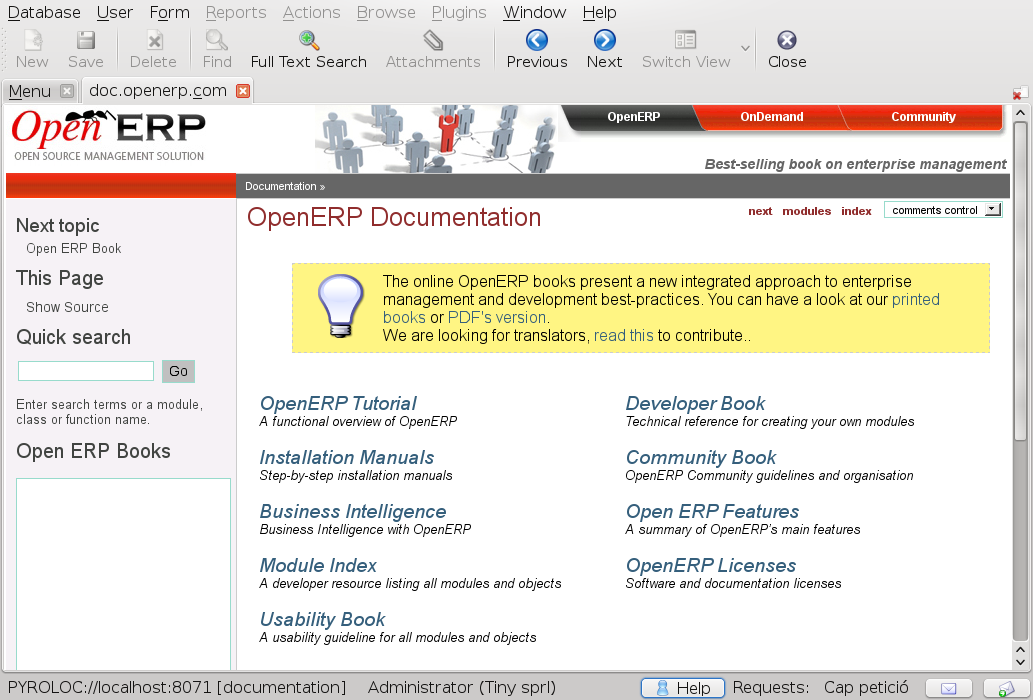 Database User Form Reports Actions Browse Plugins Window Help
New Save Delete Find Full Text Search Attachments Previous Next Switch View Close
Menu doc.openerp.com
Open ERP
OPEN SOURCE MANAGEMENT SOLUTION
OpenERP OnDemand Community
Best-selling book on enterprise management
Documentation »
Next topic
Open ERP Book
This Page
Show Source
Quick search
Go
Enter search terms or a module,
class or function name.
Open ERP Books
OpenERP Documentation
next modules index comments control
The online OpenERP books present a new integrated approach to enterprise
management and development best-practices. You can have a look at our printed
books or PDF's version.
We are looking for translators, read this to contribute..
OpenERP Tutorial
A functional overview of OpenERP
Installation Manuals
Step-by-step installation manuals
Business Intelligence
Business Intelligence with OpenERP
Module Index
A developer resource listing all modules and objects
Usability Book
A usability guideline for all modules and objects
Developer Book
Technical reference for creating your own modules
Community Book
OpenERP Community guidelines and organisation
Open ERP Features
A summary of OpenERP's main features
OpenERP Licenses
Software and documentation licenses
PYROLOC://localhost:8071 [documentation] Administrator (Tiny sprl) Help Requests: Cap petició